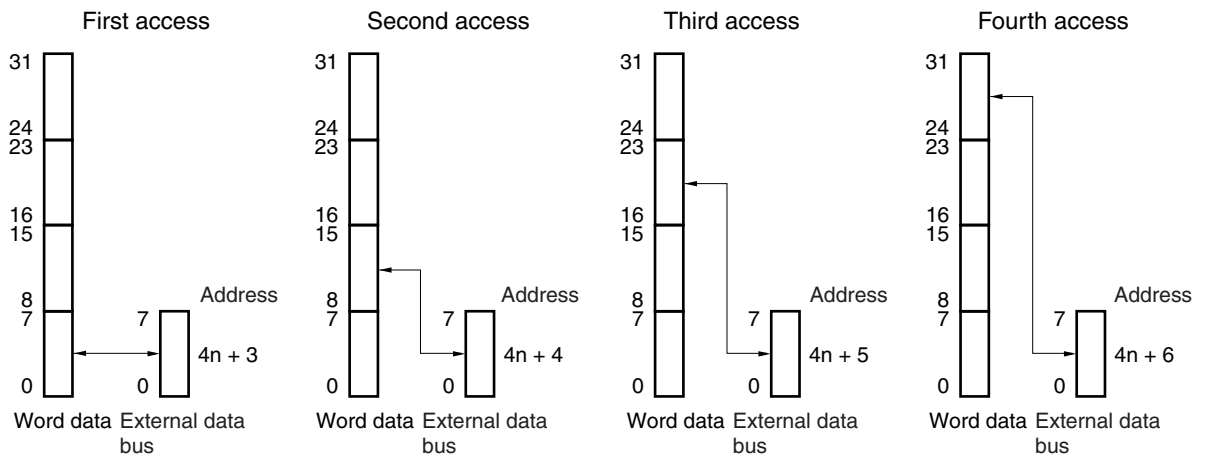 First access
31
24
23
16
15
8
7
0
Address
7
4n + 3
0
Word data
External data
bus
Second access
31
24
23
16
15
8
7
0
Address
7
4n + 4
0
Word data
External data
bus
Third access
31
24
23
16
15
8
7
0
Address
7
4n + 5
0
Word data
External data
bus
Fourth access
31
24
23
16
15
8
7
0
Address
7
4n + 6
0
Word data
External data
bus